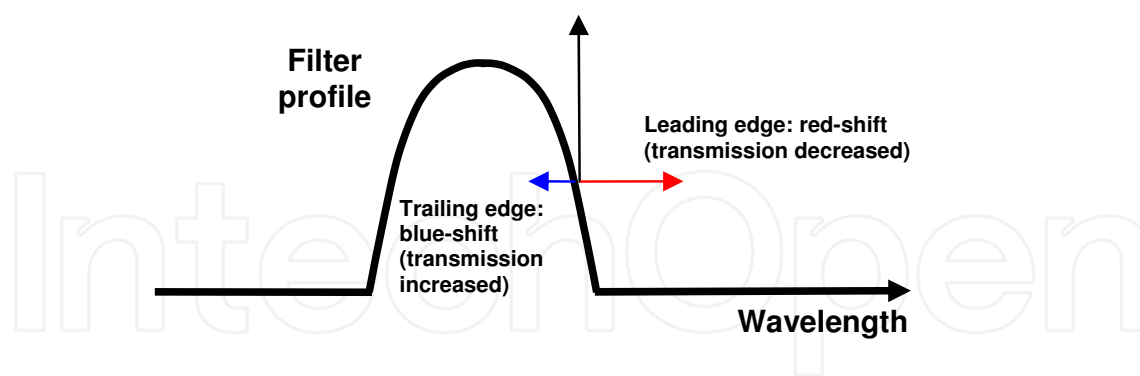 Filter
profile
Leading edge: red-shift
(transmission decreased)
Trailing edge:
blue-shift
(transmission
increased)
Wavelength
IntechOpen